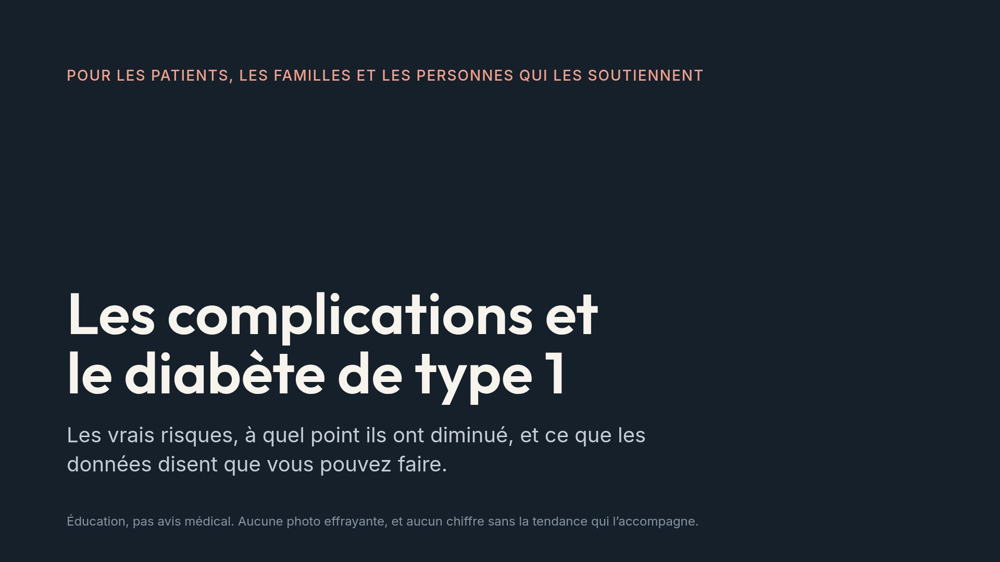 POUR LES PATIENTS, LES FAMILLES ET LES PERSONNES QUI LES SOUTIENNENT
Les complications et
le diabète de type 1
Les vrais risques, à quel point ils ont diminué, et ce que les
données disent que vous pouvez faire.
Éducation, pas avis médical. Aucune photo effrayante, et aucun chiffre sans la tendance qui l’accompagne.